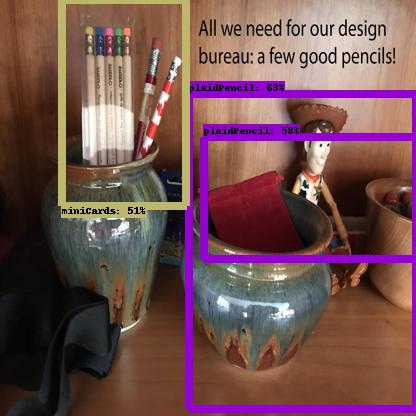 All we need for our design
bureau: a few good pencils!
plaidPencil: 63%
plaidPencil: 58%
miniCards: 51%